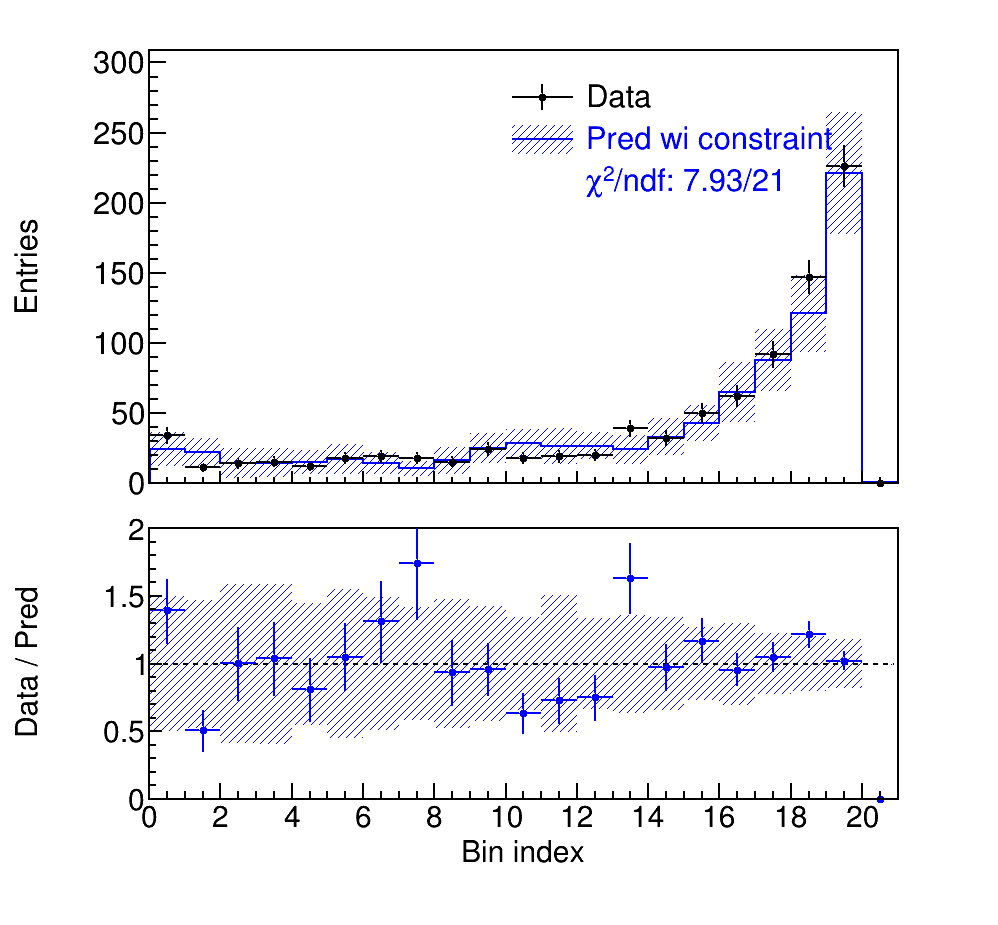 300
250
200
150
100
50
0
Entries
Data
Pred wi constraint
χ²/ndf: 7.93/21
2
1.5
1
0.5
0
Data / Pred
0 2 4 6 8 10 12 14 16 18 20
Bin index